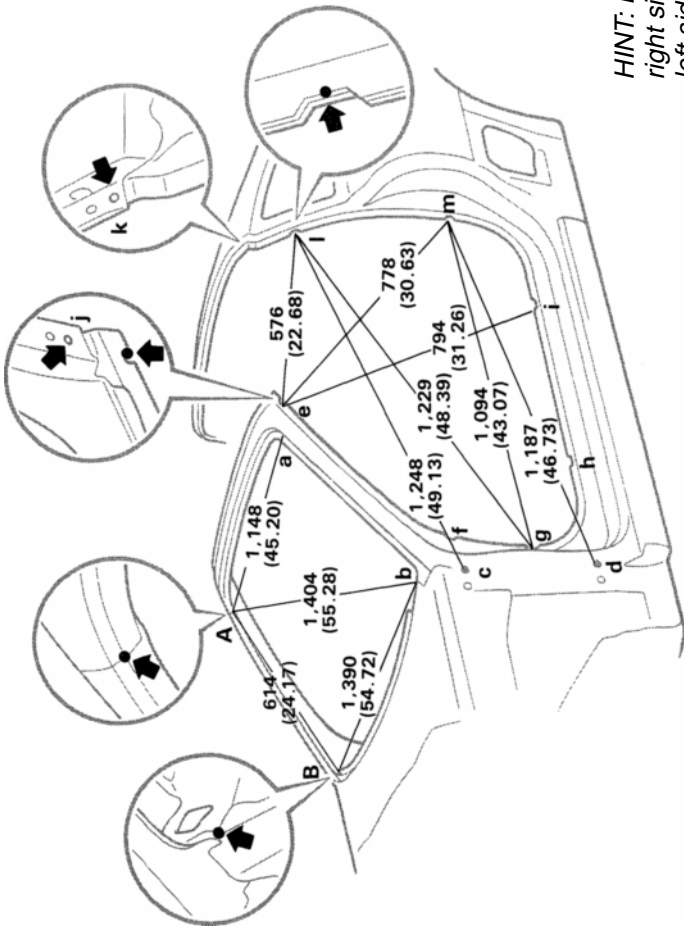 B
A
614
(24.17)
1,148
(45.20)
1,404
(55.28)
1,390
(54.72)
a
b
j
k
e
l
m
i
h
g
f
c
d
576
(22.68)
778
(30.63)
794
(31.26)
1,229
(48.39)
1,248
(49.13)
1,094
(43.07)
1,187
(46.73)
HINT:
right
left